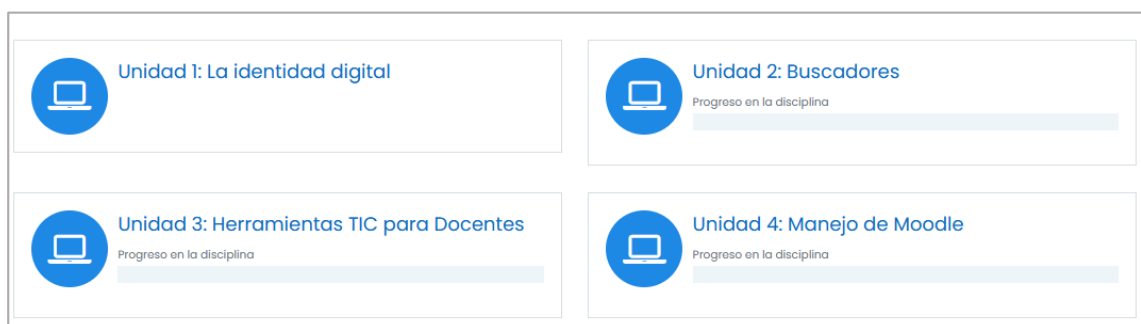 Unidad 1: La identidad digital
Unidad 2: Buscadores
Progreso en la disciplina
Unidad 3: Herramientas TIC para Docentes
Progreso en la disciplina
Unidad 4: Manejo de Moodle
Progreso en la disciplina